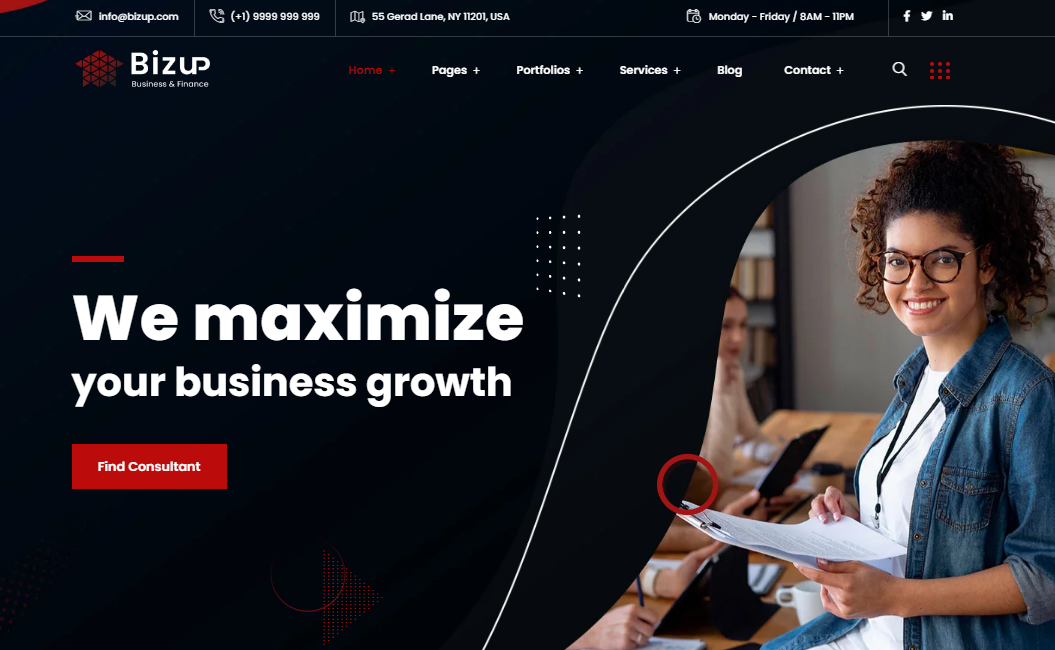 info@bizup.com
(+1) 9999 999 999
55 Gerad Lane, NY 11201, USA
Monday - Friday / 8AM - 11PM
Bizup
Business & Finance
Home +
Pages +
Portfolios +
Services +
Blog
Contact +
We maximize
your business growth
Find Consultant